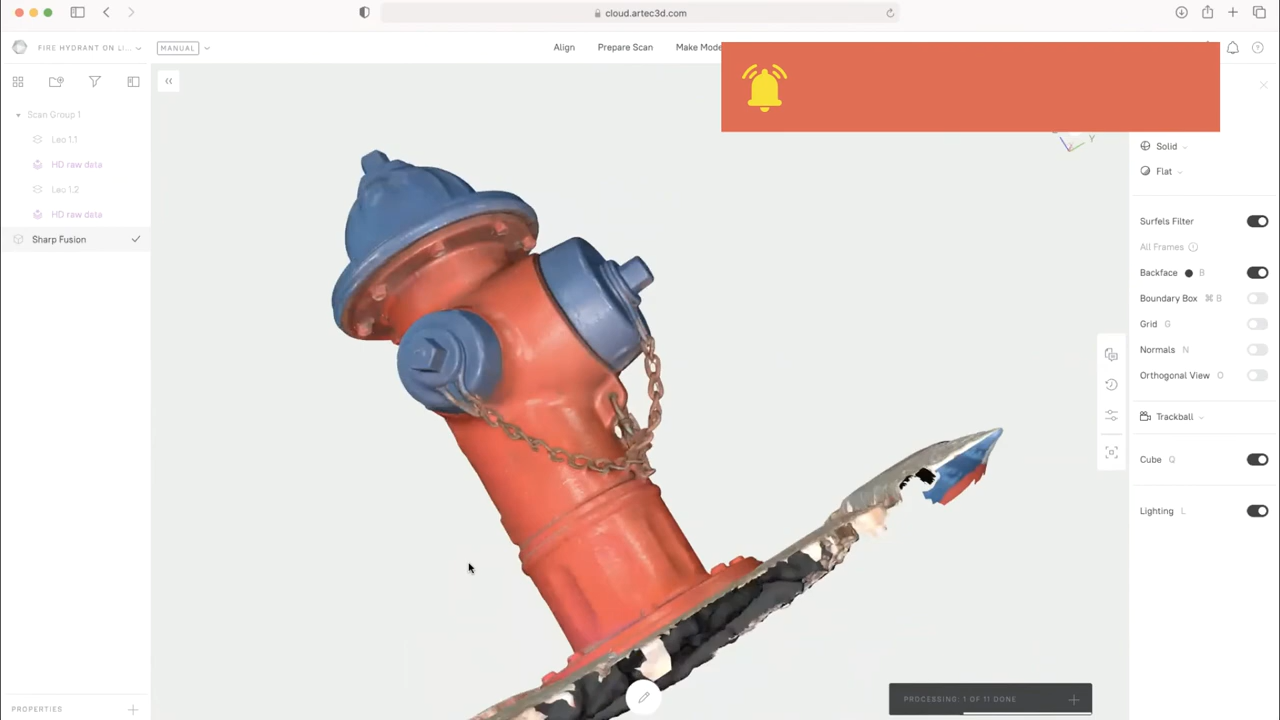 cloud.artec3d.com
FIRE HYDRANT ON LI...
MANUAL
Align
Prepare Scan
Make Mode
Scan Group 1
Leo 1.1
HD raw data
Leo 1.2
HD raw data
Sharp Fusion
Y
Solid
Flat
Surfels Filter
All Frames
Backface B
Boundary Box ⌘ B
Grid G
Normals N
Orthogonal View O
Trackball
Cube Q
Lighting L
PROCESSING: 1 OF 11 DONE
PROPERTIES